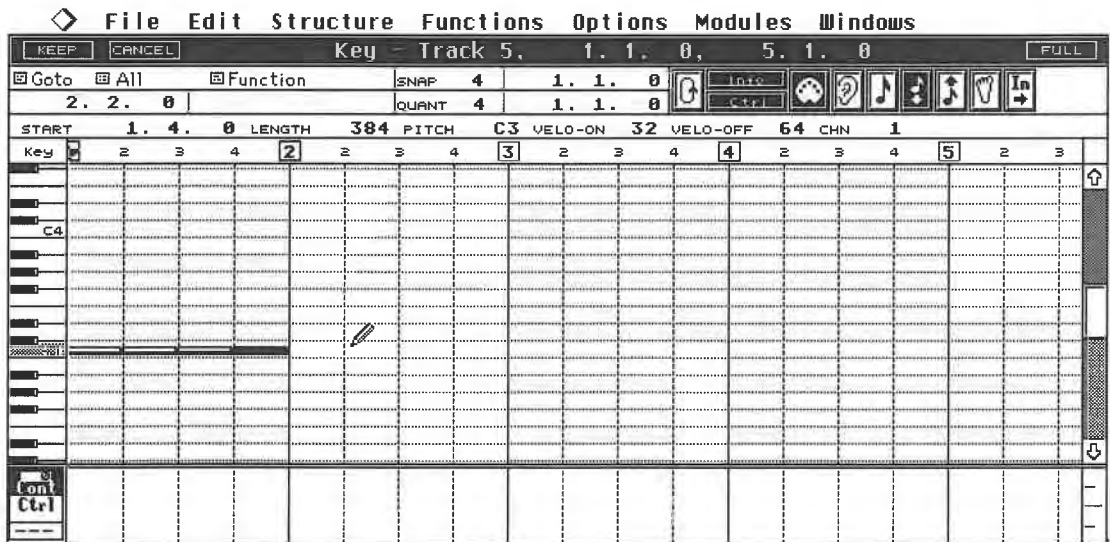 File Edit Structure Functions Options Modules Windows
KEEP CANCEL Key - Track 5, 1. 1. 0, 5. 1. 0 FULL
Goto All Function SNAP 4 1. 1. 0 Info In
2. 2. 0 QUANT 4 1. 1. 0 Ctrl
START 1. 4. 0 LENGTH 384 PITCH C3 VELO-ON 32 VELO-OFF 64 CHN 1
Key 2 3 4 2 2 3 4 3 2 3 4 4 2 3 4 5 2 3
C4
Cont
Ctrl
---